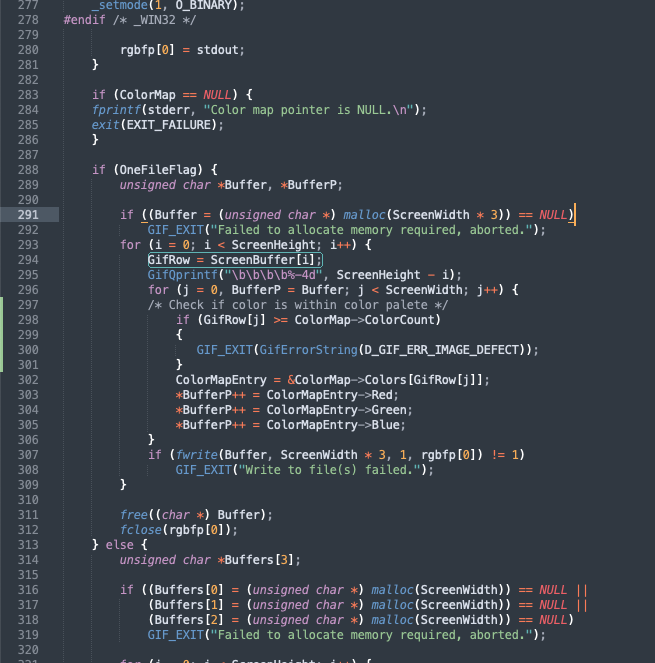 277 _setmode(1, O_BINARY);
278 #endif /* _WIN32 */
279
280 rgbfp[0] = stdout;
281 }
282
283 if (ColorMap == NULL) {
284 fprintf(stderr, "Color map pointer is NULL.\n");
285 exit(EXIT_FAILURE);
286 }
287
288 if (OneFileFlag) {
289 unsigned char *Buffer, *BufferP;
290
291 if ((Buffer = (unsigned char *) malloc(ScreenWidth * 3)) == NULL)
292 GIF_EXIT("Failed to allocate memory required, aborted.");
293 for (i = 0; i < ScreenHeight; i++) {
294 GifRow = ScreenBuffer[i];
295 GifQprintf("\b\b\b\b%-4d", ScreenHeight - i);
296 for (j = 0, BufferP = Buffer; j < ScreenWidth; j++) {
297 /* Check if color is within color palete */
298 if (GifRow[j] >= ColorMap->ColorCount)
299 {
300 GIF_EXIT(GifErrorString(D_GIF_ERR_IMAGE_DEFECT));
301 }
302 ColorMapEntry = &ColorMap->Colors[GifRow[j]];
303 *BufferP++ = ColorMapEntry->Red;
304 *BufferP++ = ColorMapEntry->Green;
305 *BufferP++ = ColorMapEntry->Blue;
306 }
307 if (fwrite(Buffer, ScreenWidth * 3, 1, rgbfp[0]) != 1)
308 GIF_EXIT("Write to file(s) failed.");
309 }
310
311 free((char *) Buffer);
312 fclose(rgbfp[0]);
313 } else {
314 unsigned char *Buffers[3];
315
316 if ((Buffers[0] = (unsigned char *) malloc(ScreenWidth)) == NULL ||
317 (Buffers[1] = (unsigned char *) malloc(ScreenWidth)) == NULL ||
318 (Buffers[2] = (unsigned char *) malloc(ScreenWidth)) == NULL)
319 GIF_EXIT("Failed to allocate memory required, aborted.");
320